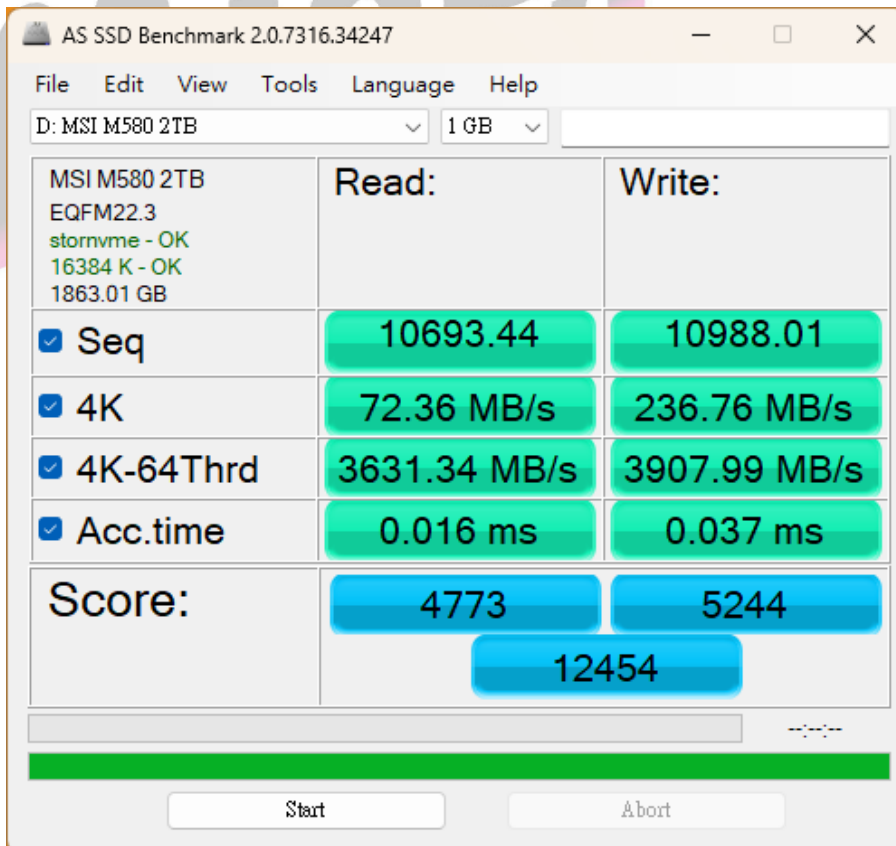 AS SSD Benchmark 2.0.7316.34247
File Edit View Tools Language Help
D: MSI M580 2TB 1 GB
MSI M580 2TB
EQFM22.3
stornvme - OK
16384 K - OK
1863.01 GB
Read: Write:
Seq 10693.44 10988.01
4K 72.36 MB/s 236.76 MB/s
4K-64Thrd 3631.34 MB/s 3907.99 MB/s
Acc.time 0.016 ms 0.037 ms
Score: 4773 5244
12454
--:--:--
Start Abort